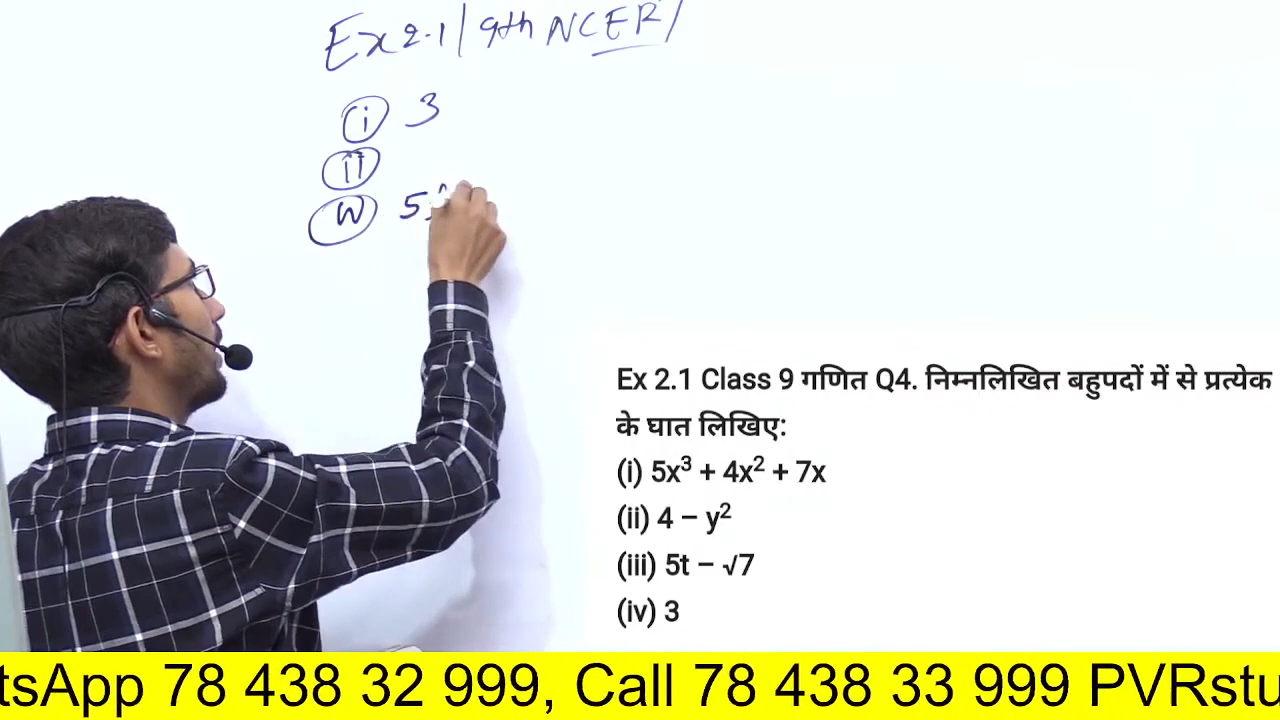 Ex 2.1 | 9th NCER/
(i) 3
(ii)
(iv) 5
Ex 2.1 Class 9 गणित Q4. निम्नलिखित बहुपदों में से प्रत्येक
के घात लिखिए:
(i) 5x³ + 4x² + 7x
(ii) 4 – y²
(iii) 5t – √7
(iv) 3
tsApp 78 438 32 999, Call 78 438 33 999 PVRstu